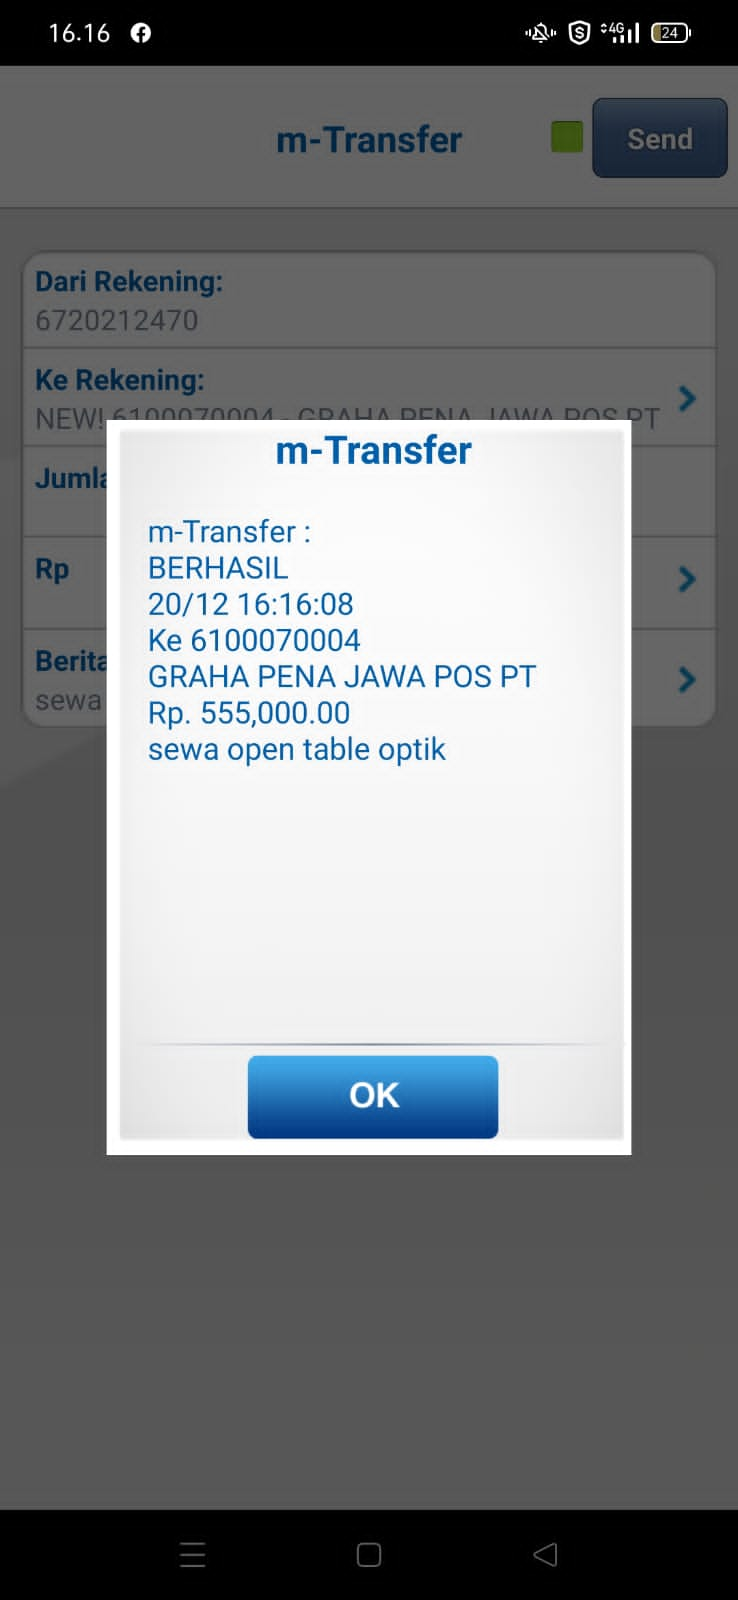 16.16
4G
24
m-Transfer
Send
Dari Rekening:
6720212470
Ke Rekening:
NEW! 6100070004 - GRAHA PENA JAWA POS PT
Rp
sewa
m-Transfer
m-Transfer :
BERHASIL
20/12 16:16:08
Ke 6100070004
GRAHA PENA JAWA POS PT
Rp. 555,000.00
sewa open table optik
OK